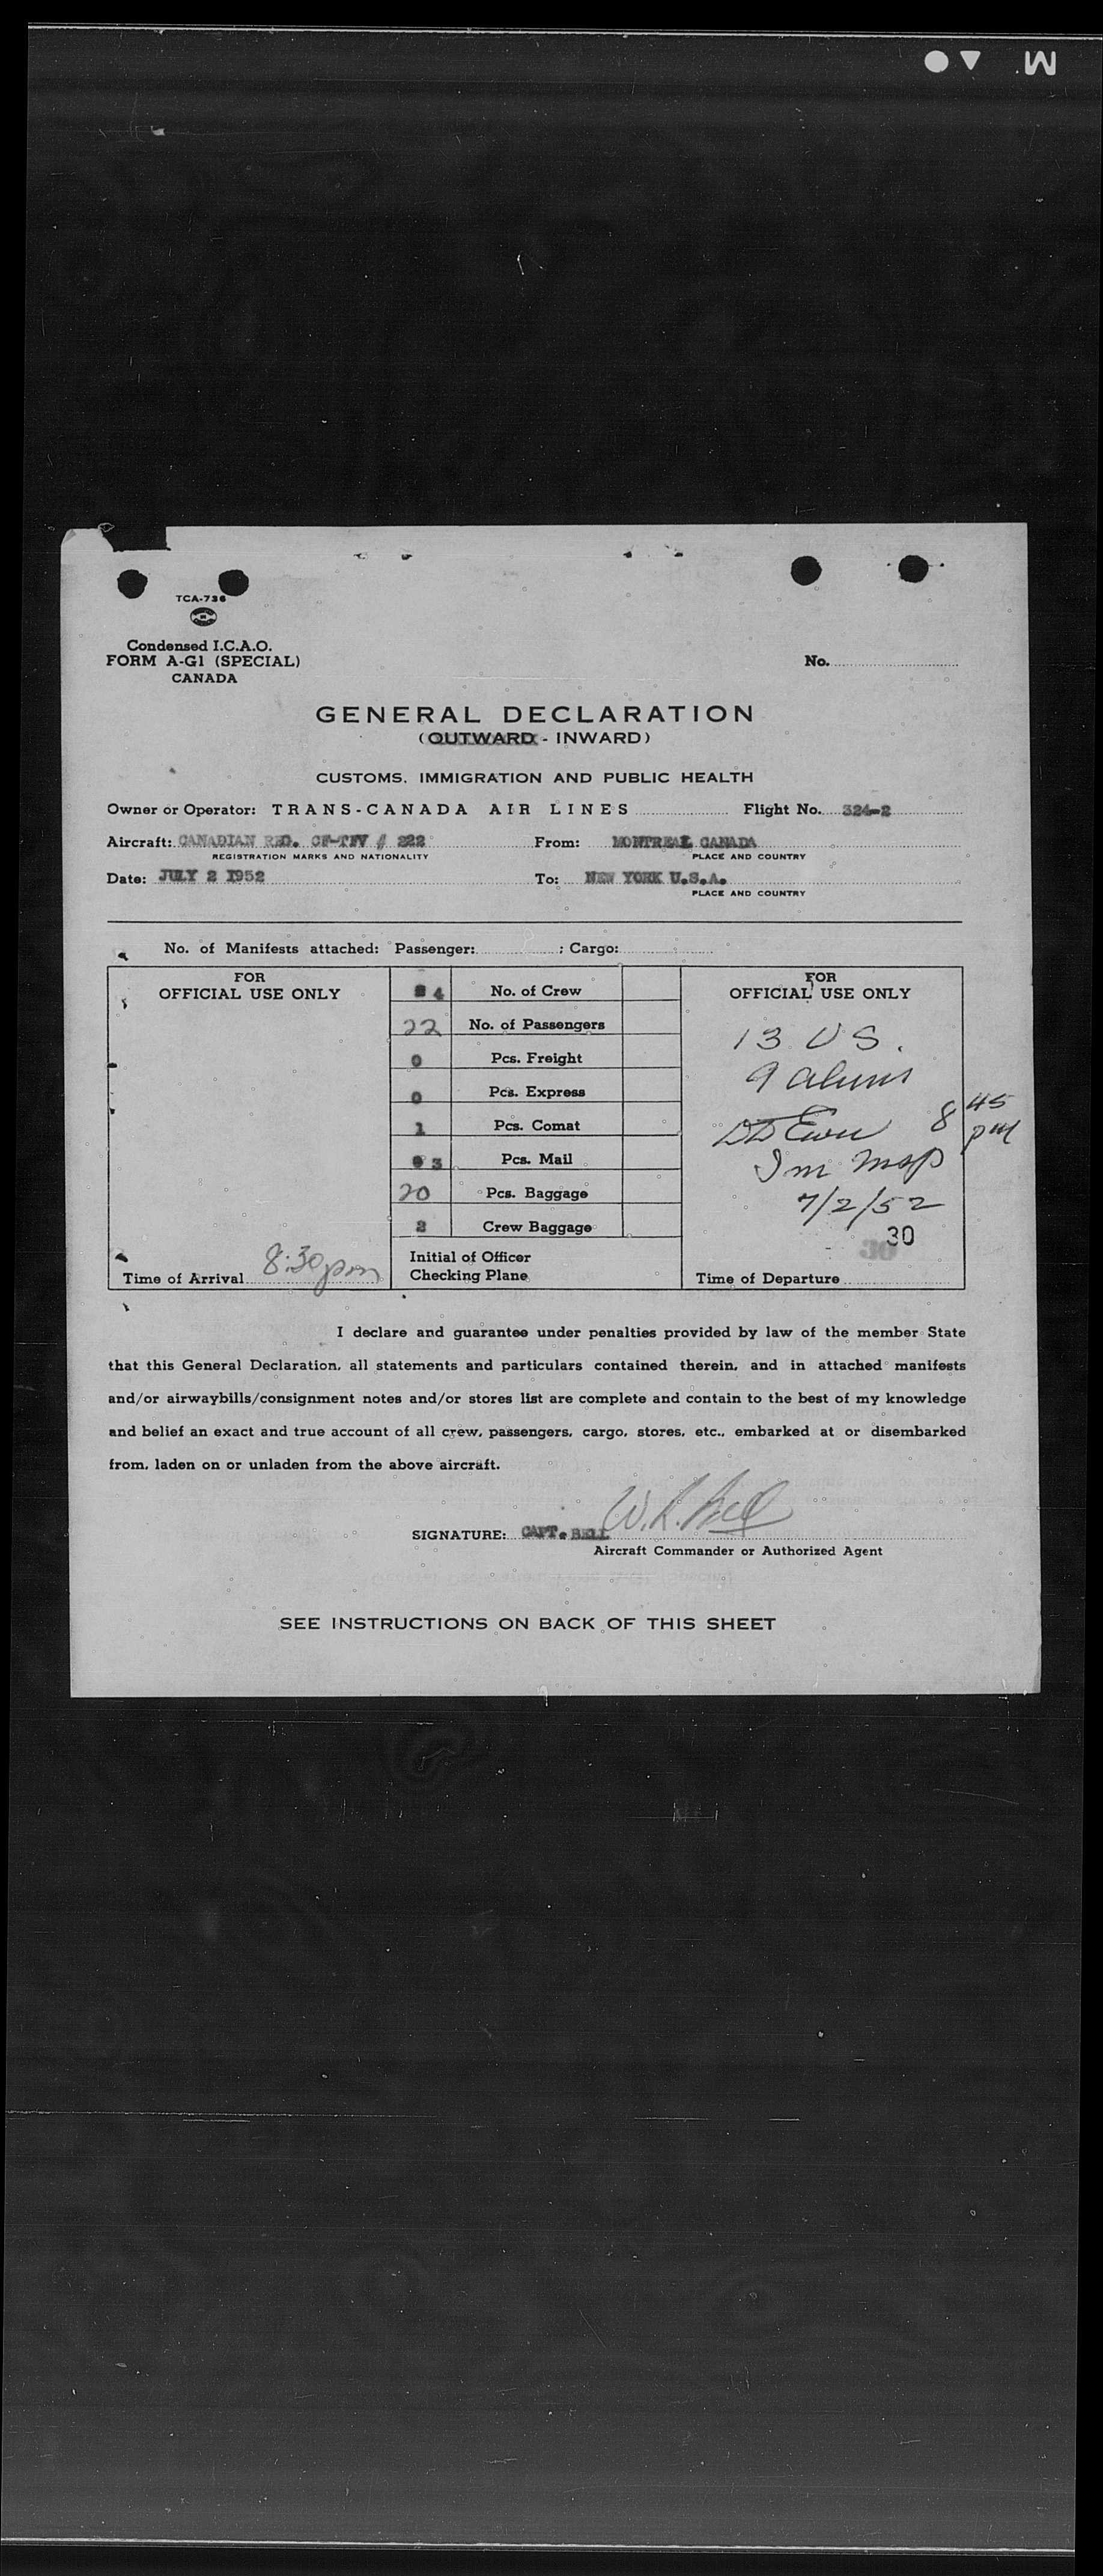 M
TCA-736
Condensed I.C.A.O.
FORM A-G1 (SPECIAL)
CANADA
No.
GENERAL DECLARATION
(OUTWARD - INWARD)
CUSTOMS, IMMIGRATION AND PUBLIC HEALTH
Owner or Operator: TRANS-CANADA AIR LINES Flight No. 324-2
Aircraft: CANADIAN REG. CF-TFV # 222 From: MONTREAL CANADA
REGISTRATION MARKS AND NATIONALITY PLACE AND COUNTRY
Date: JULY 2 1952 To: NEW YORK U.S.A.
PLACE AND COUNTRY
No. of Manifests attached: Passenger: ; Cargo:
FOR
OFFICIAL USE ONLY
4 No. of Crew
22 No. of Passengers
0 Pcs. Freight
0 Pcs. Express
1 Pcs. Comat
3 Pcs. Mail
20 Pcs. Baggage
2 Crew Baggage
Initial of Officer
Checking Plane
Time of Arrival 8:30pm
FOR
OFFICIAL USE ONLY
13 US.
9 aliens
8 45 pm
Im Insp
7/2/52
30
Time of Departure
I declare and guarantee under penalties provided by law of the member State
that this General Declaration, all statements and particulars contained therein, and in attached manifests
and/or airwaybills/consignment notes and/or stores list are complete and contain to the best of my knowledge
and belief an exact and true account of all crew, passengers, cargo, stores, etc., embarked at or disembarked
from, laden on or unladen from the above aircraft.
SIGNATURE: CAPT. BELL W.R. Bell
Aircraft Commander or Authorized Agent
SEE INSTRUCTIONS ON BACK OF THIS SHEET